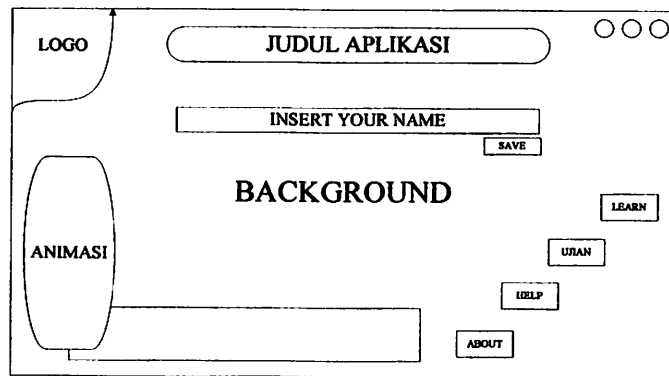 LOGO
JUDUL APLIKASI
INSERT YOUR NAME
SAVE
BACKGROUND
LEARN
ANIMASI
UJIAN
HELP
ABOUT